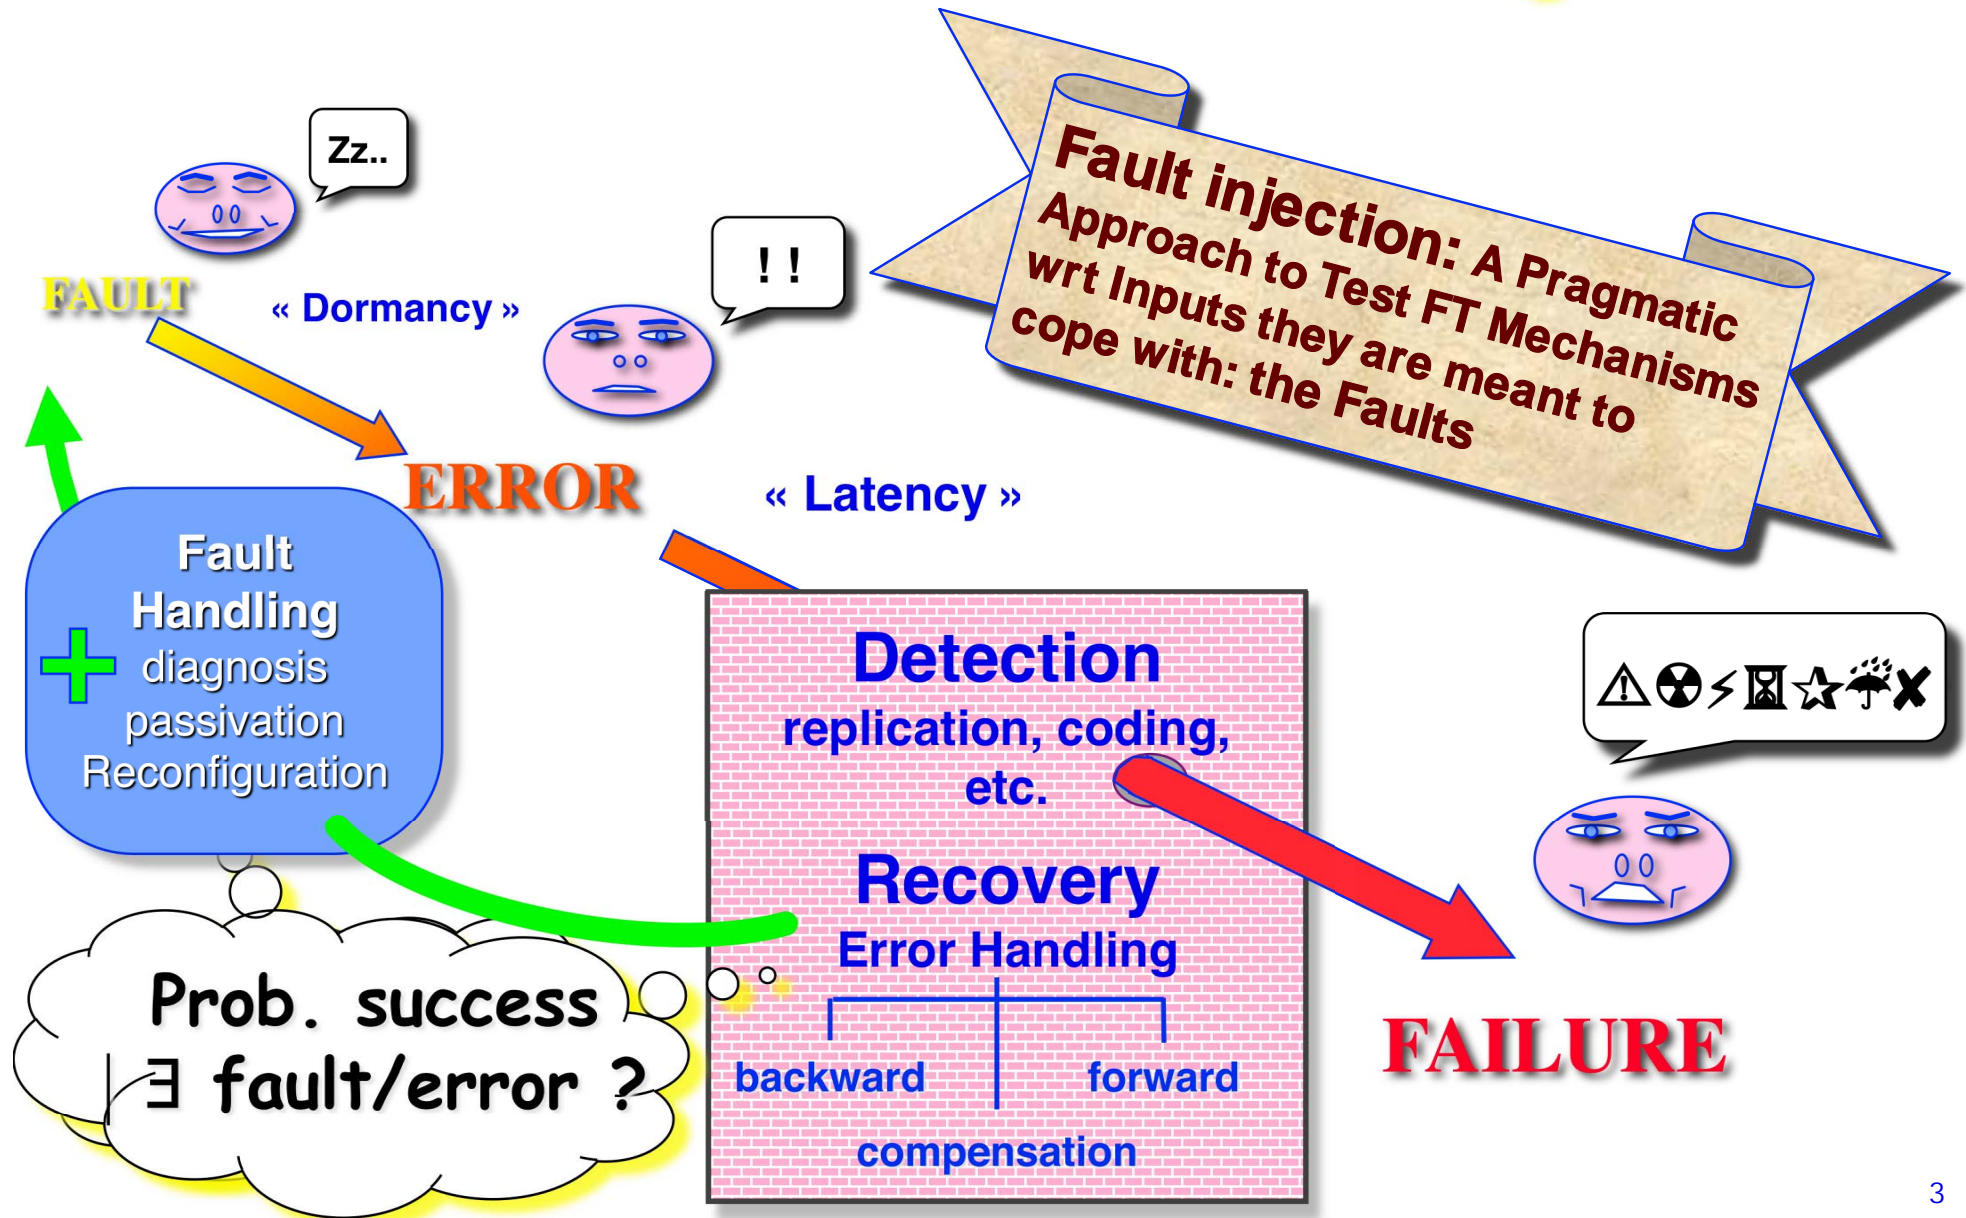 Zz..
FAULT
« Dormancy »
! !
Fault injection: A Pragmatic
Approach to Test FT Mechanisms
wrt Inputs they are meant to
cope with: the Faults
ERROR
« Latency »
Fault
Handling
diagnosis
passivation
Reconfiguration
Detection
replication, coding,
etc.
Recovery
Error Handling
backward
forward
compensation
Prob. success
| ∃ fault/error ?
FAILURE
3